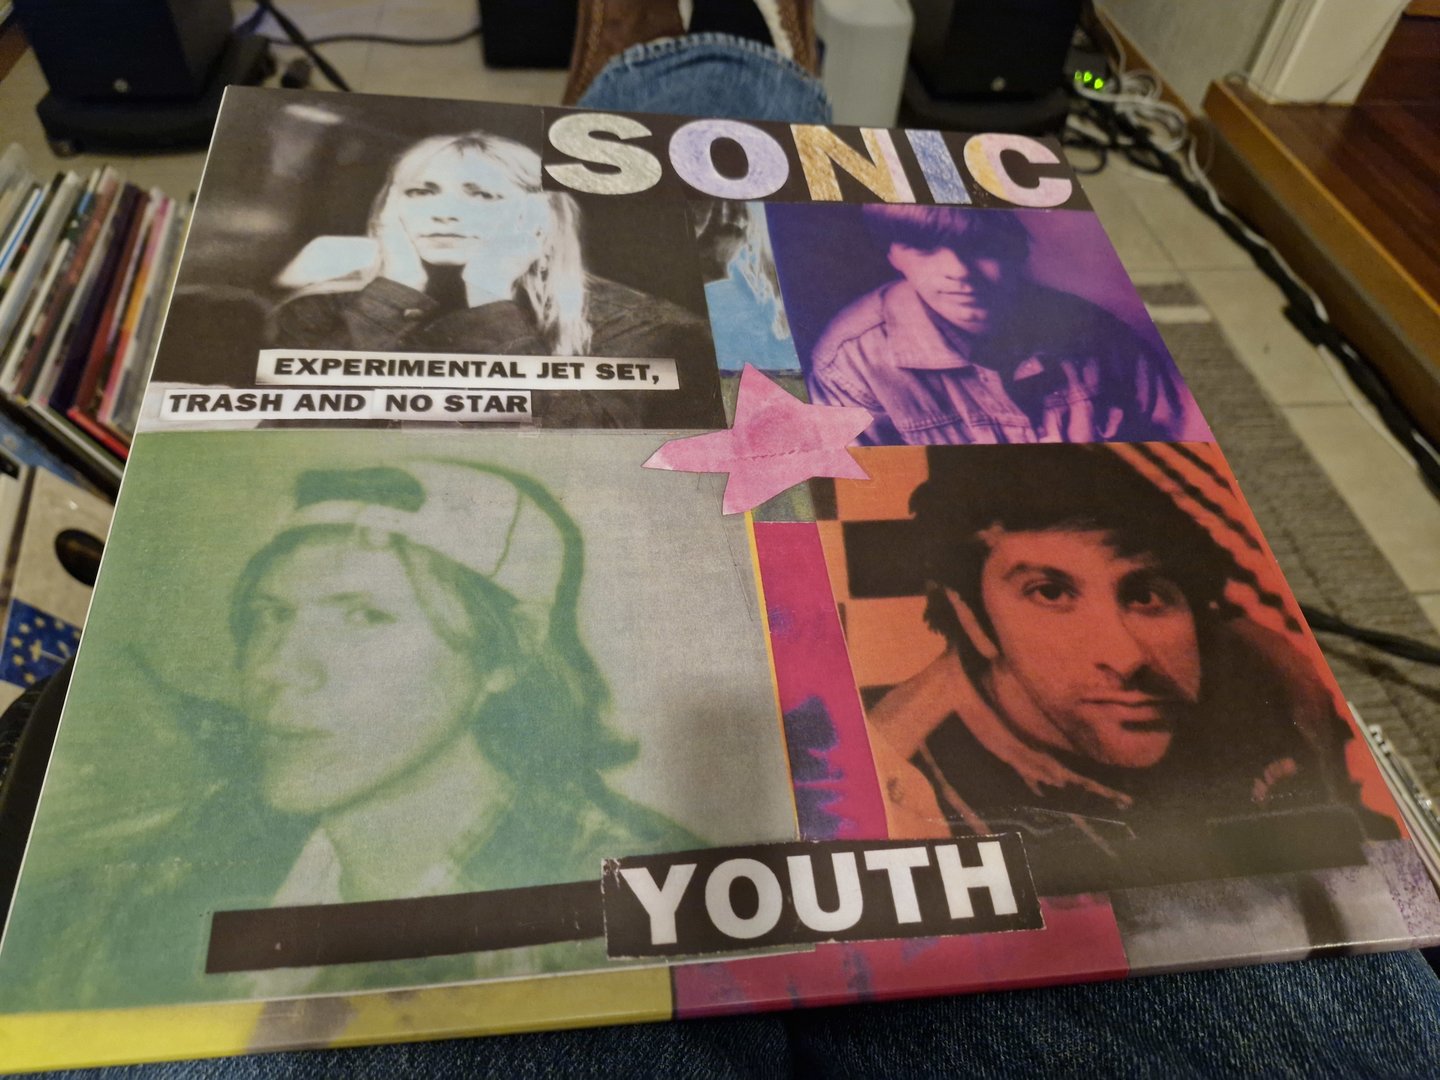 SONIC
EXPERIMENTAL JET SET,
TRASH AND NO STAR
YOUTH